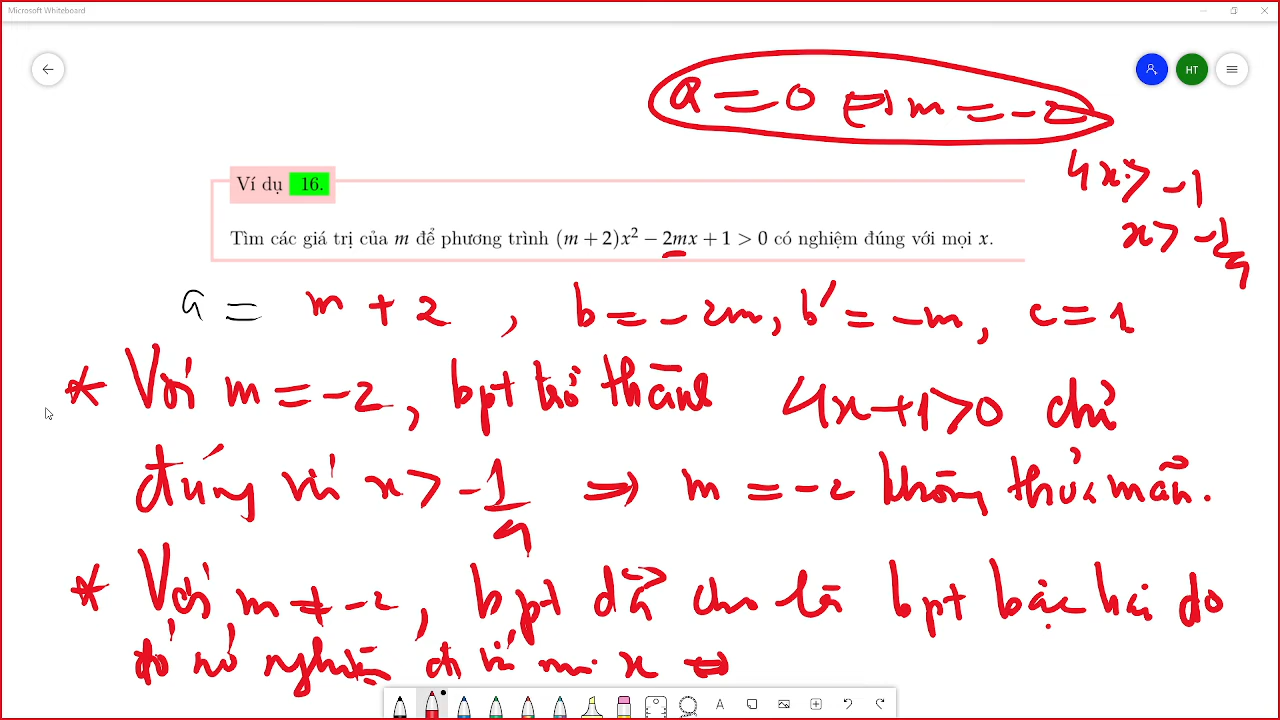 Microsoft Whiteboard
HT
a = 0 ⇔ m = -2
4x > -1
x > -1/4
Ví dụ 16.
Tìm các giá trị của m để phương trình (m + 2)x² − 2mx + 1 > 0 có nghiệm đúng với mọi x.
a = m + 2 , b = -2m, b' = -m, c = 1
* Với m = -2, bpt trở thành 4x+1>0 chỉ
đúng với x > -1/4 ⇒ m = -2 không thỏa mãn.
* Với m ≠ -2, bpt đã cho là bpt bậc hai do
đó nó nghiệm đ với mọi x ⇔
A